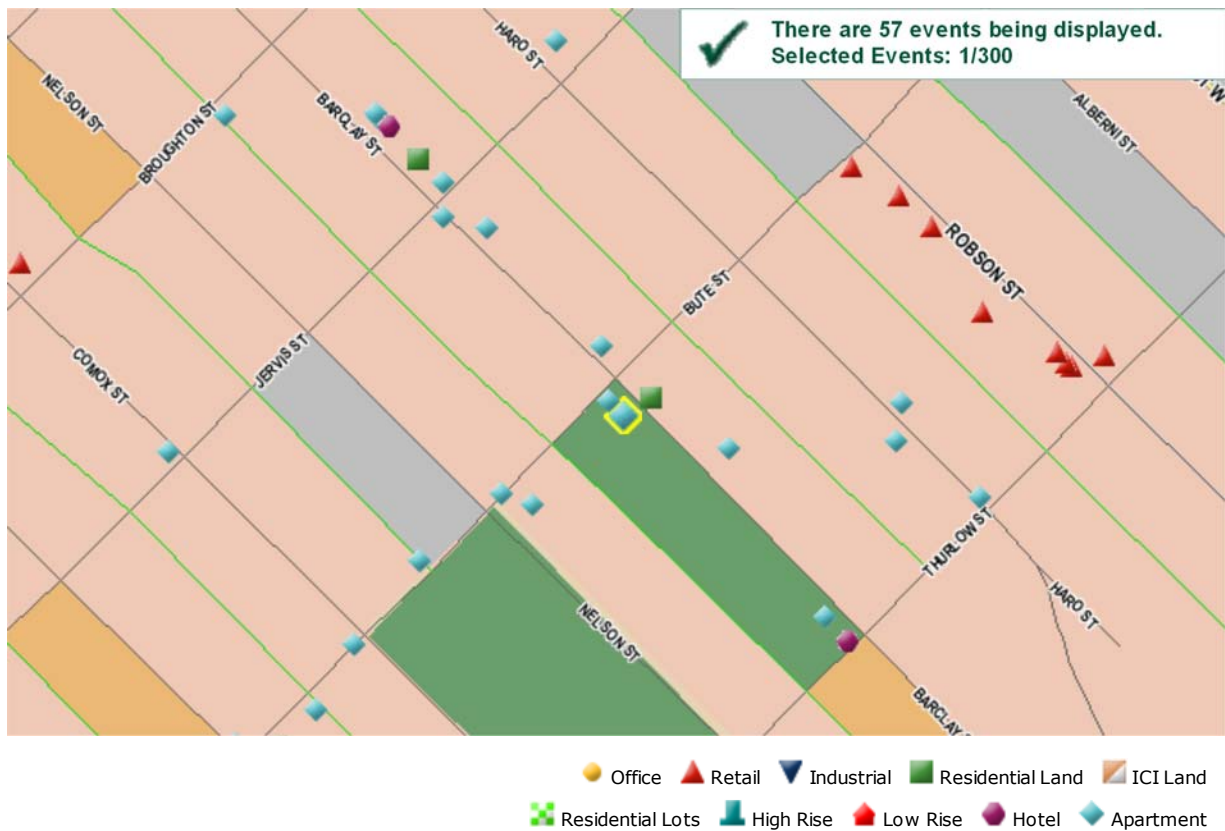 There are 57 events being displayed.
Selected Events: 1/300
HARO ST
NELSON ST
BROUGHTON ST
BARCLAY ST
ALBERNI ST
ROBSON ST
BUTE ST
JERVIS ST
COMOX ST
THURLOW ST
HARO ST
NELSON ST
Office Retail Industrial Residential Land ICI Land
Residential Lots High Rise Low Rise Hotel Apartment